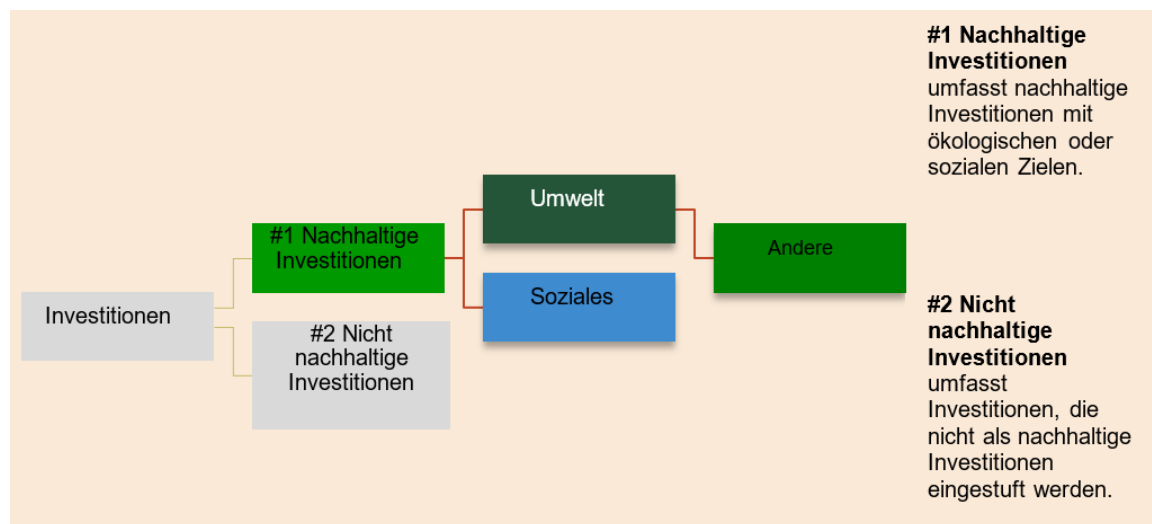 Investitionen
#1 Nachhaltige
Investitionen
#2 Nicht
nachhaltige
Investitionen
Umwelt
Soziales
Andere
#1 Nachhaltige
Investitionen
umfasst nachhaltige
Investitionen mit
ökologischen oder
sozialen Zielen.
#2 Nicht
nachhaltige
Investitionen
umfasst
Investitionen, die
nicht als nachhaltige
Investitionen
eingestuft werden.